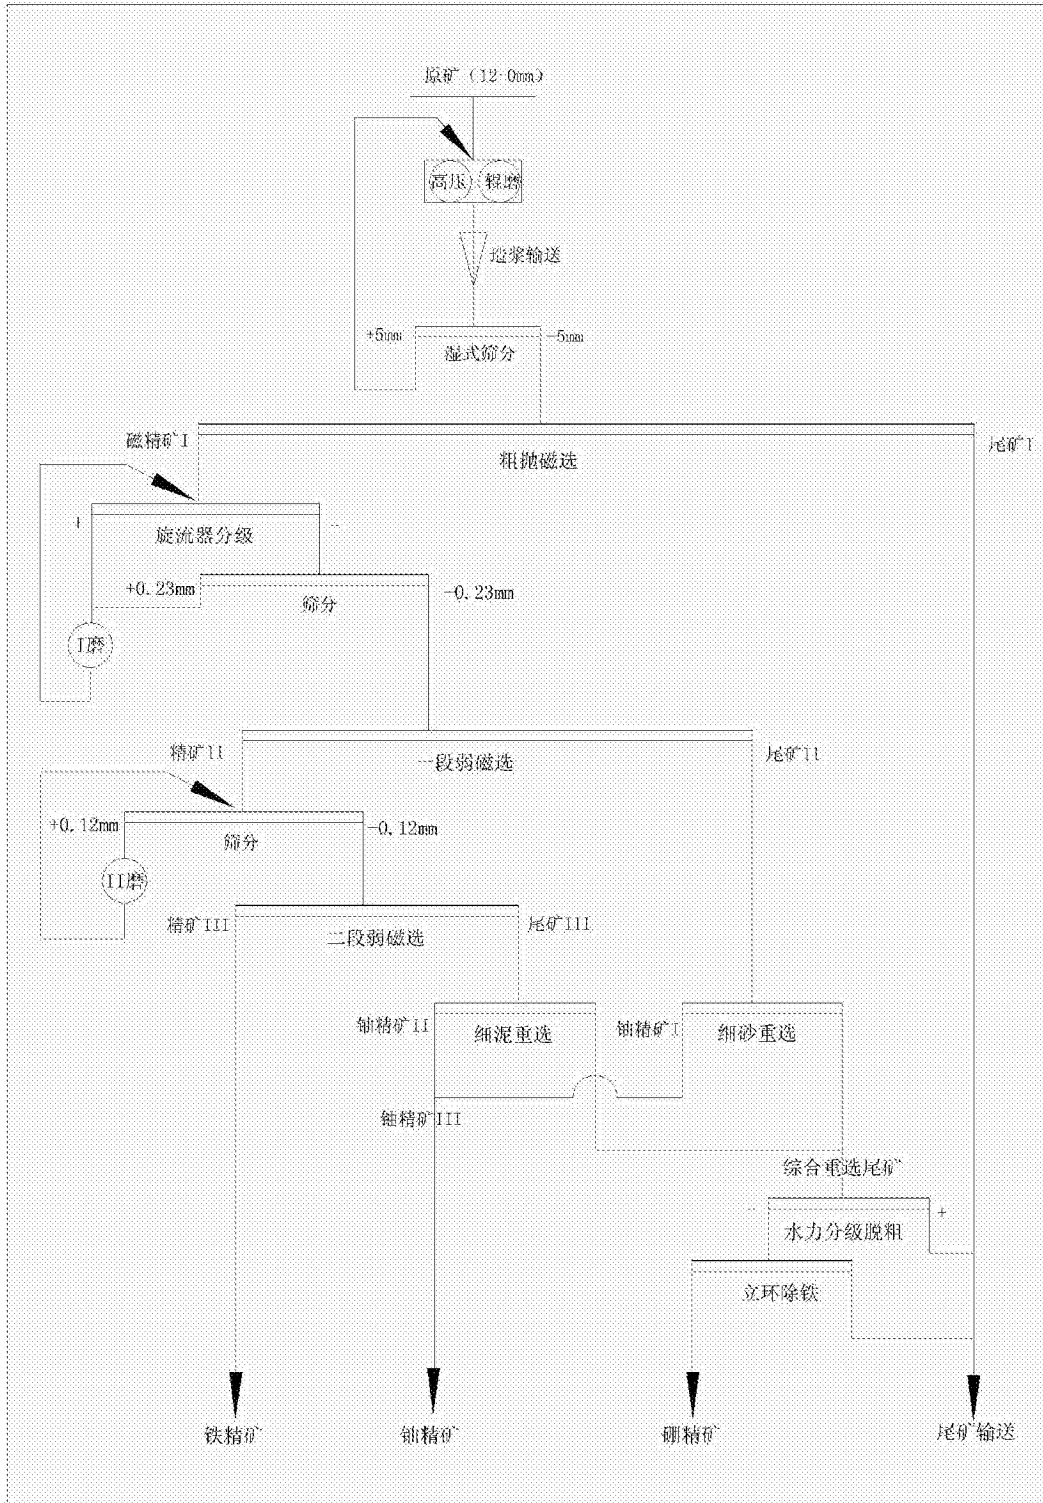 原矿（12-0mm）
高压 辊磨
造浆输送
+5mm
-5mm
湿式筛分
磁精矿I
尾矿I
粗抛磁选
+
-
旋流器分级
+0.23mm
-0.23mm
筛分
I磨
精矿II
尾矿II
一段弱磁选
+0.12mm
-0.12mm
筛分
II磨
精矿III
尾矿III
二段弱磁选
铀精矿II
细泥重选
铀精矿I
细砂重选
铀精矿III
综合重选尾矿
-
+
水力分级脱粗
立环除铁
铁精矿
铀精矿
硼精矿
尾矿输送